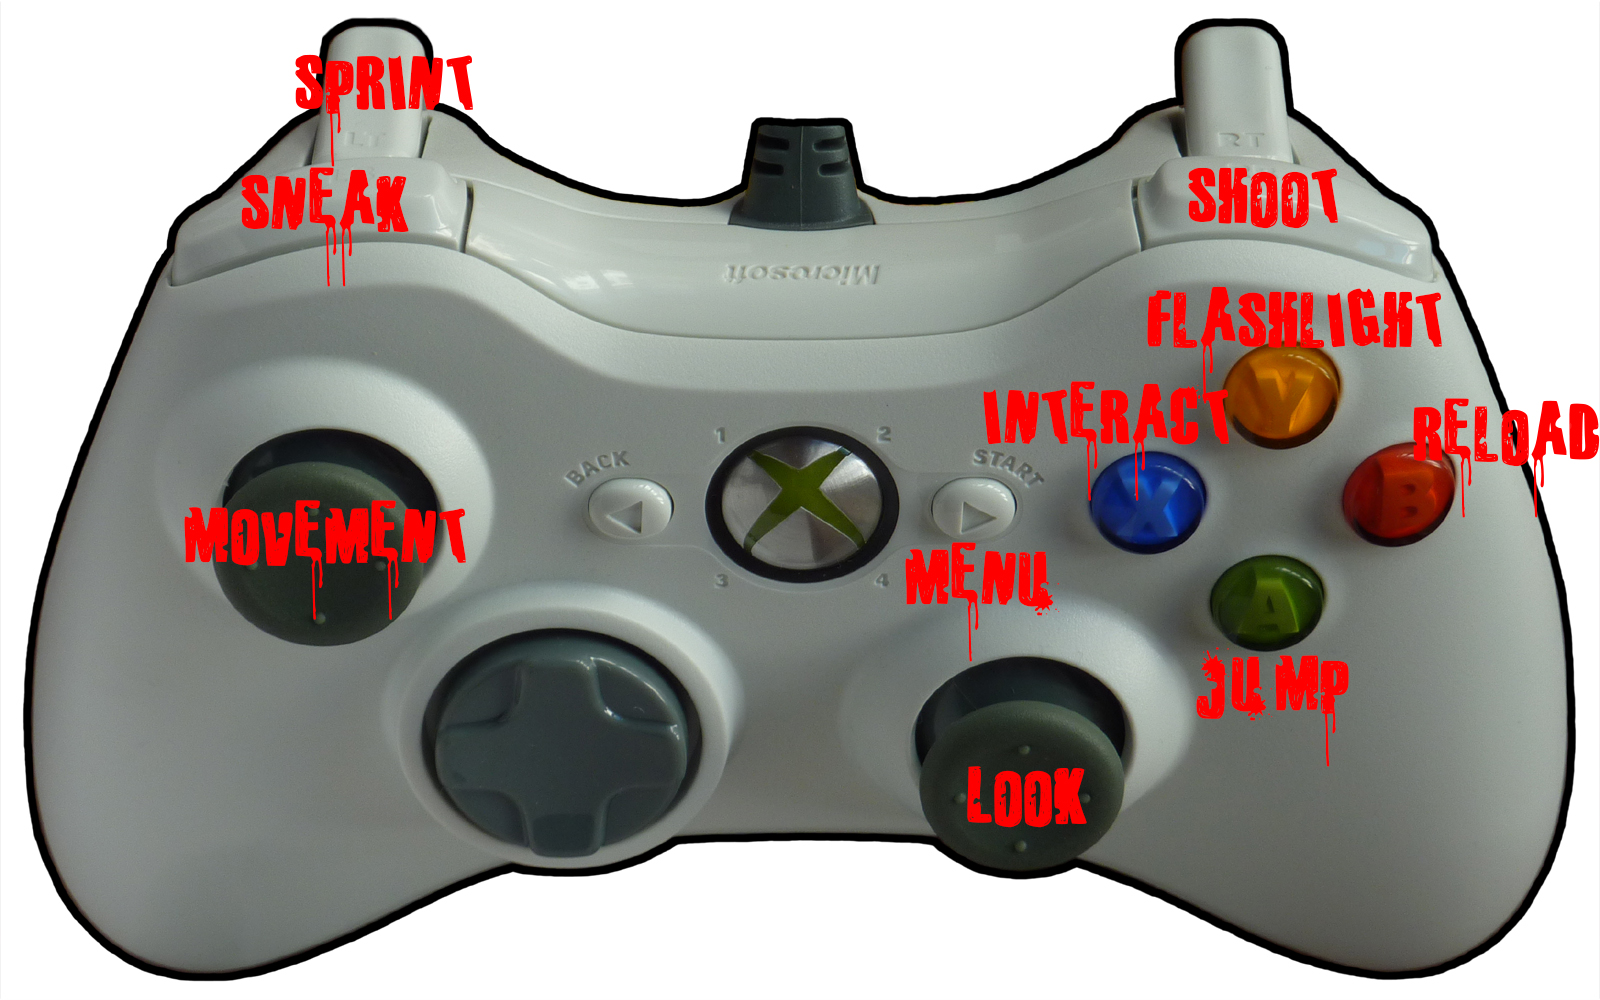 SPRINT
LT
RT
SNEAK
SHOOT
Microsoft
FLASHLIGHT
Y
INTERACT
RELOAD
1
2
BACK
START
X
B
MOVEMENT
3
4
MENU
A
JUMP
LOOK